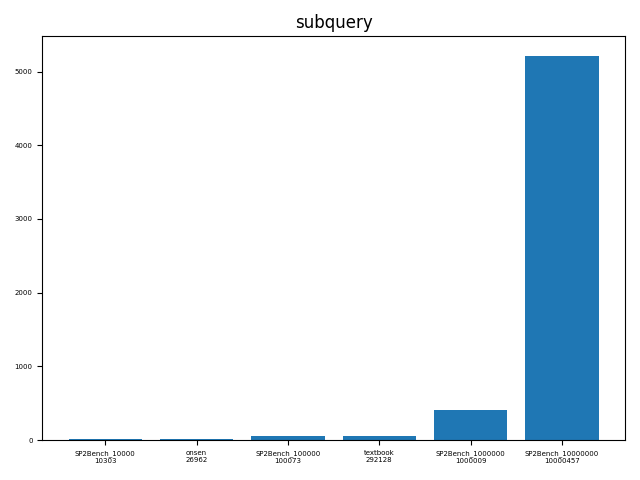 subquery
5000
4000
3000
2000
1000
0
SP2Bench_10000
10303
onsen
26962
SP2Bench_100000
100073
textbook
292128
SP2Bench_1000000
1000009
SP2Bench_10000000
10000457